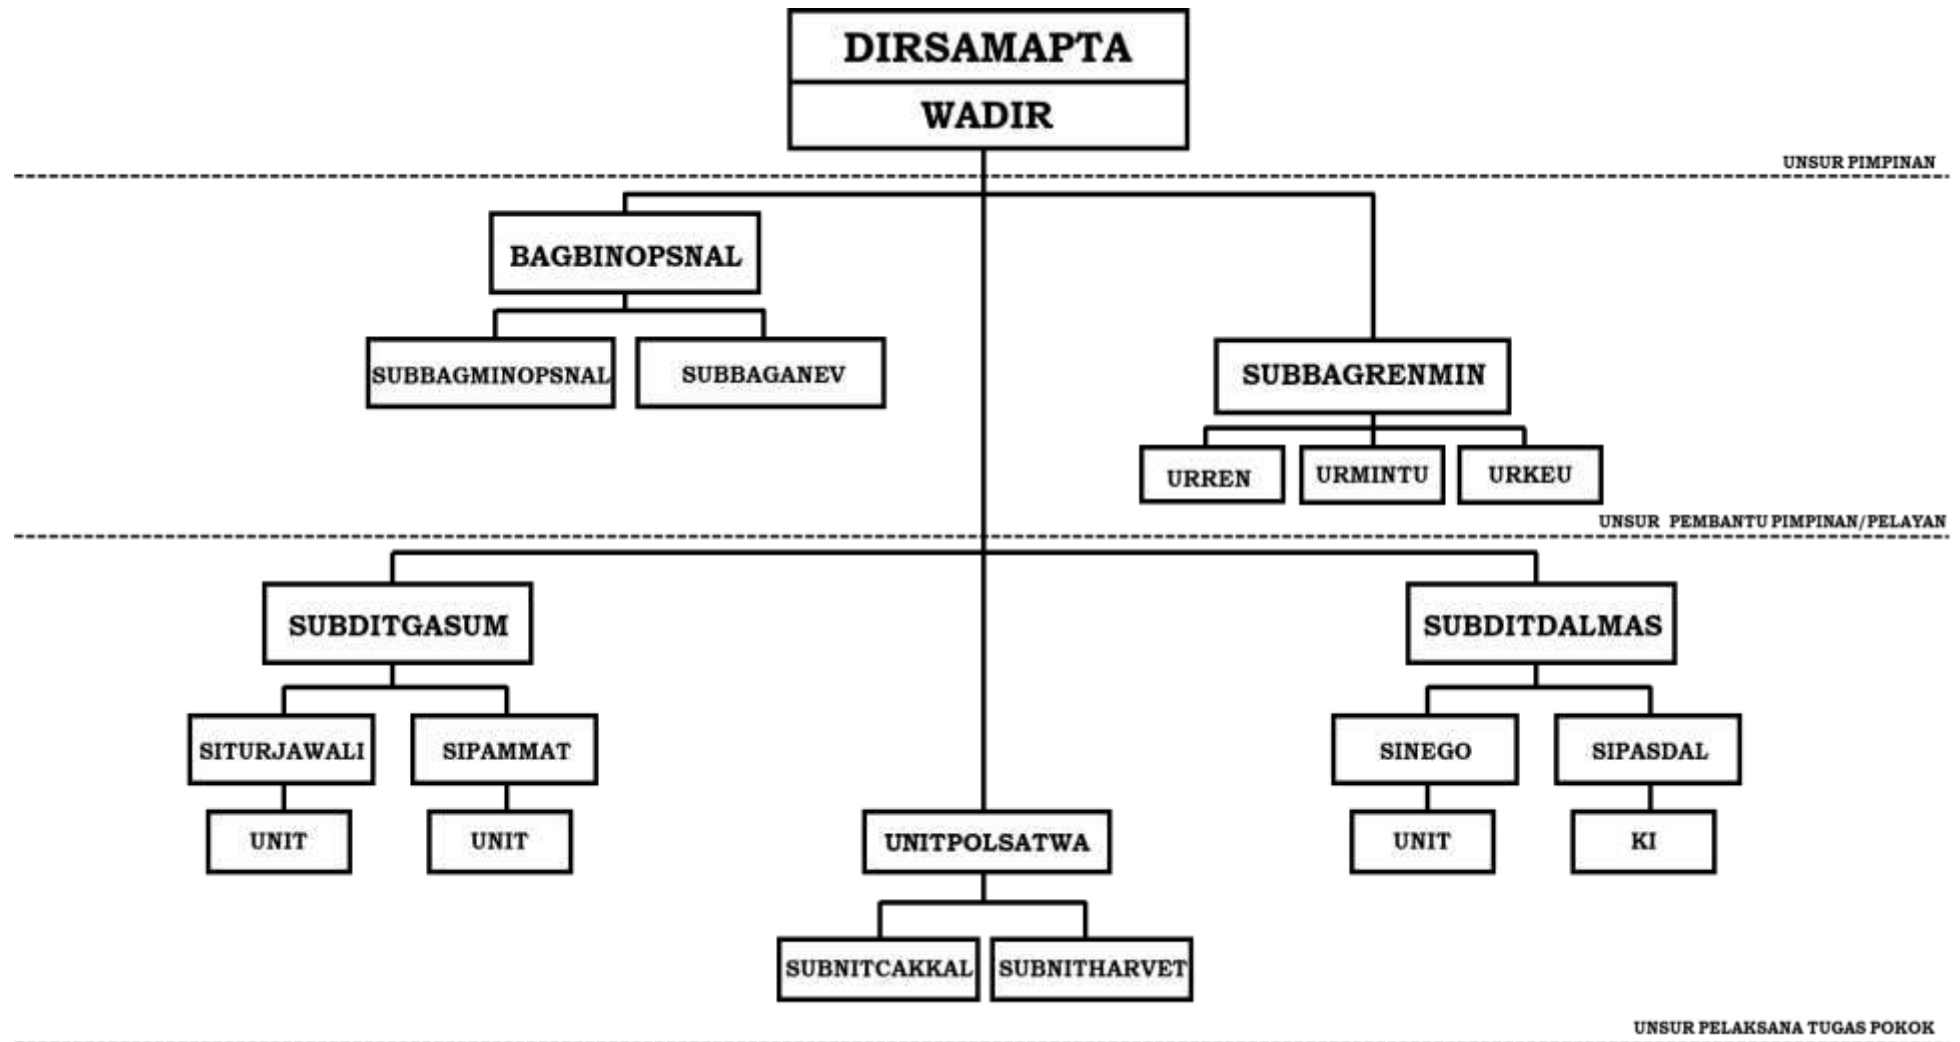 DIRSAMAPTA
WADIR
UNSUR PIMPINAN
BAGBINOPSNAL
SUBBAGMINOPSNAL
SUBBAGANEV
SUBBAGRENMIN
URREN
URMINTU
URKEU
UNSUR PEMBANTU PIMPINAN/PELAYAN
SUBDITGASUM
SUBDITDALMAS
SITURJAWALI
SIPAMMAT
SINEGO
SIPASDAL
UNIT
UNIT
UNITPOLSATWA
UNIT
KI
SUBNITCAKKAL
SUBNITHARVET
UNSUR PELAKSANA TUGAS POKOK